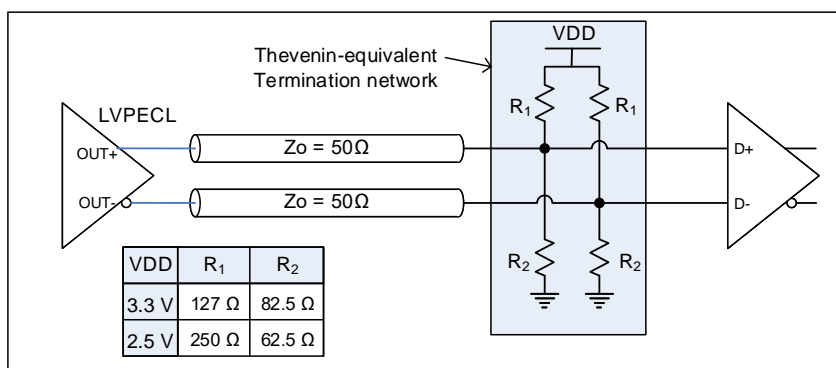 VDD
Thevenin-equivalent
Termination network
R1 R1
LVPECL
OUT+ Zo = 50Ω D+
OUT- Zo = 50Ω D-
R2 R2
VDD R1 R2
3.3 V 127 Ω 82.5 Ω
2.5 V 250 Ω 62.5 Ω